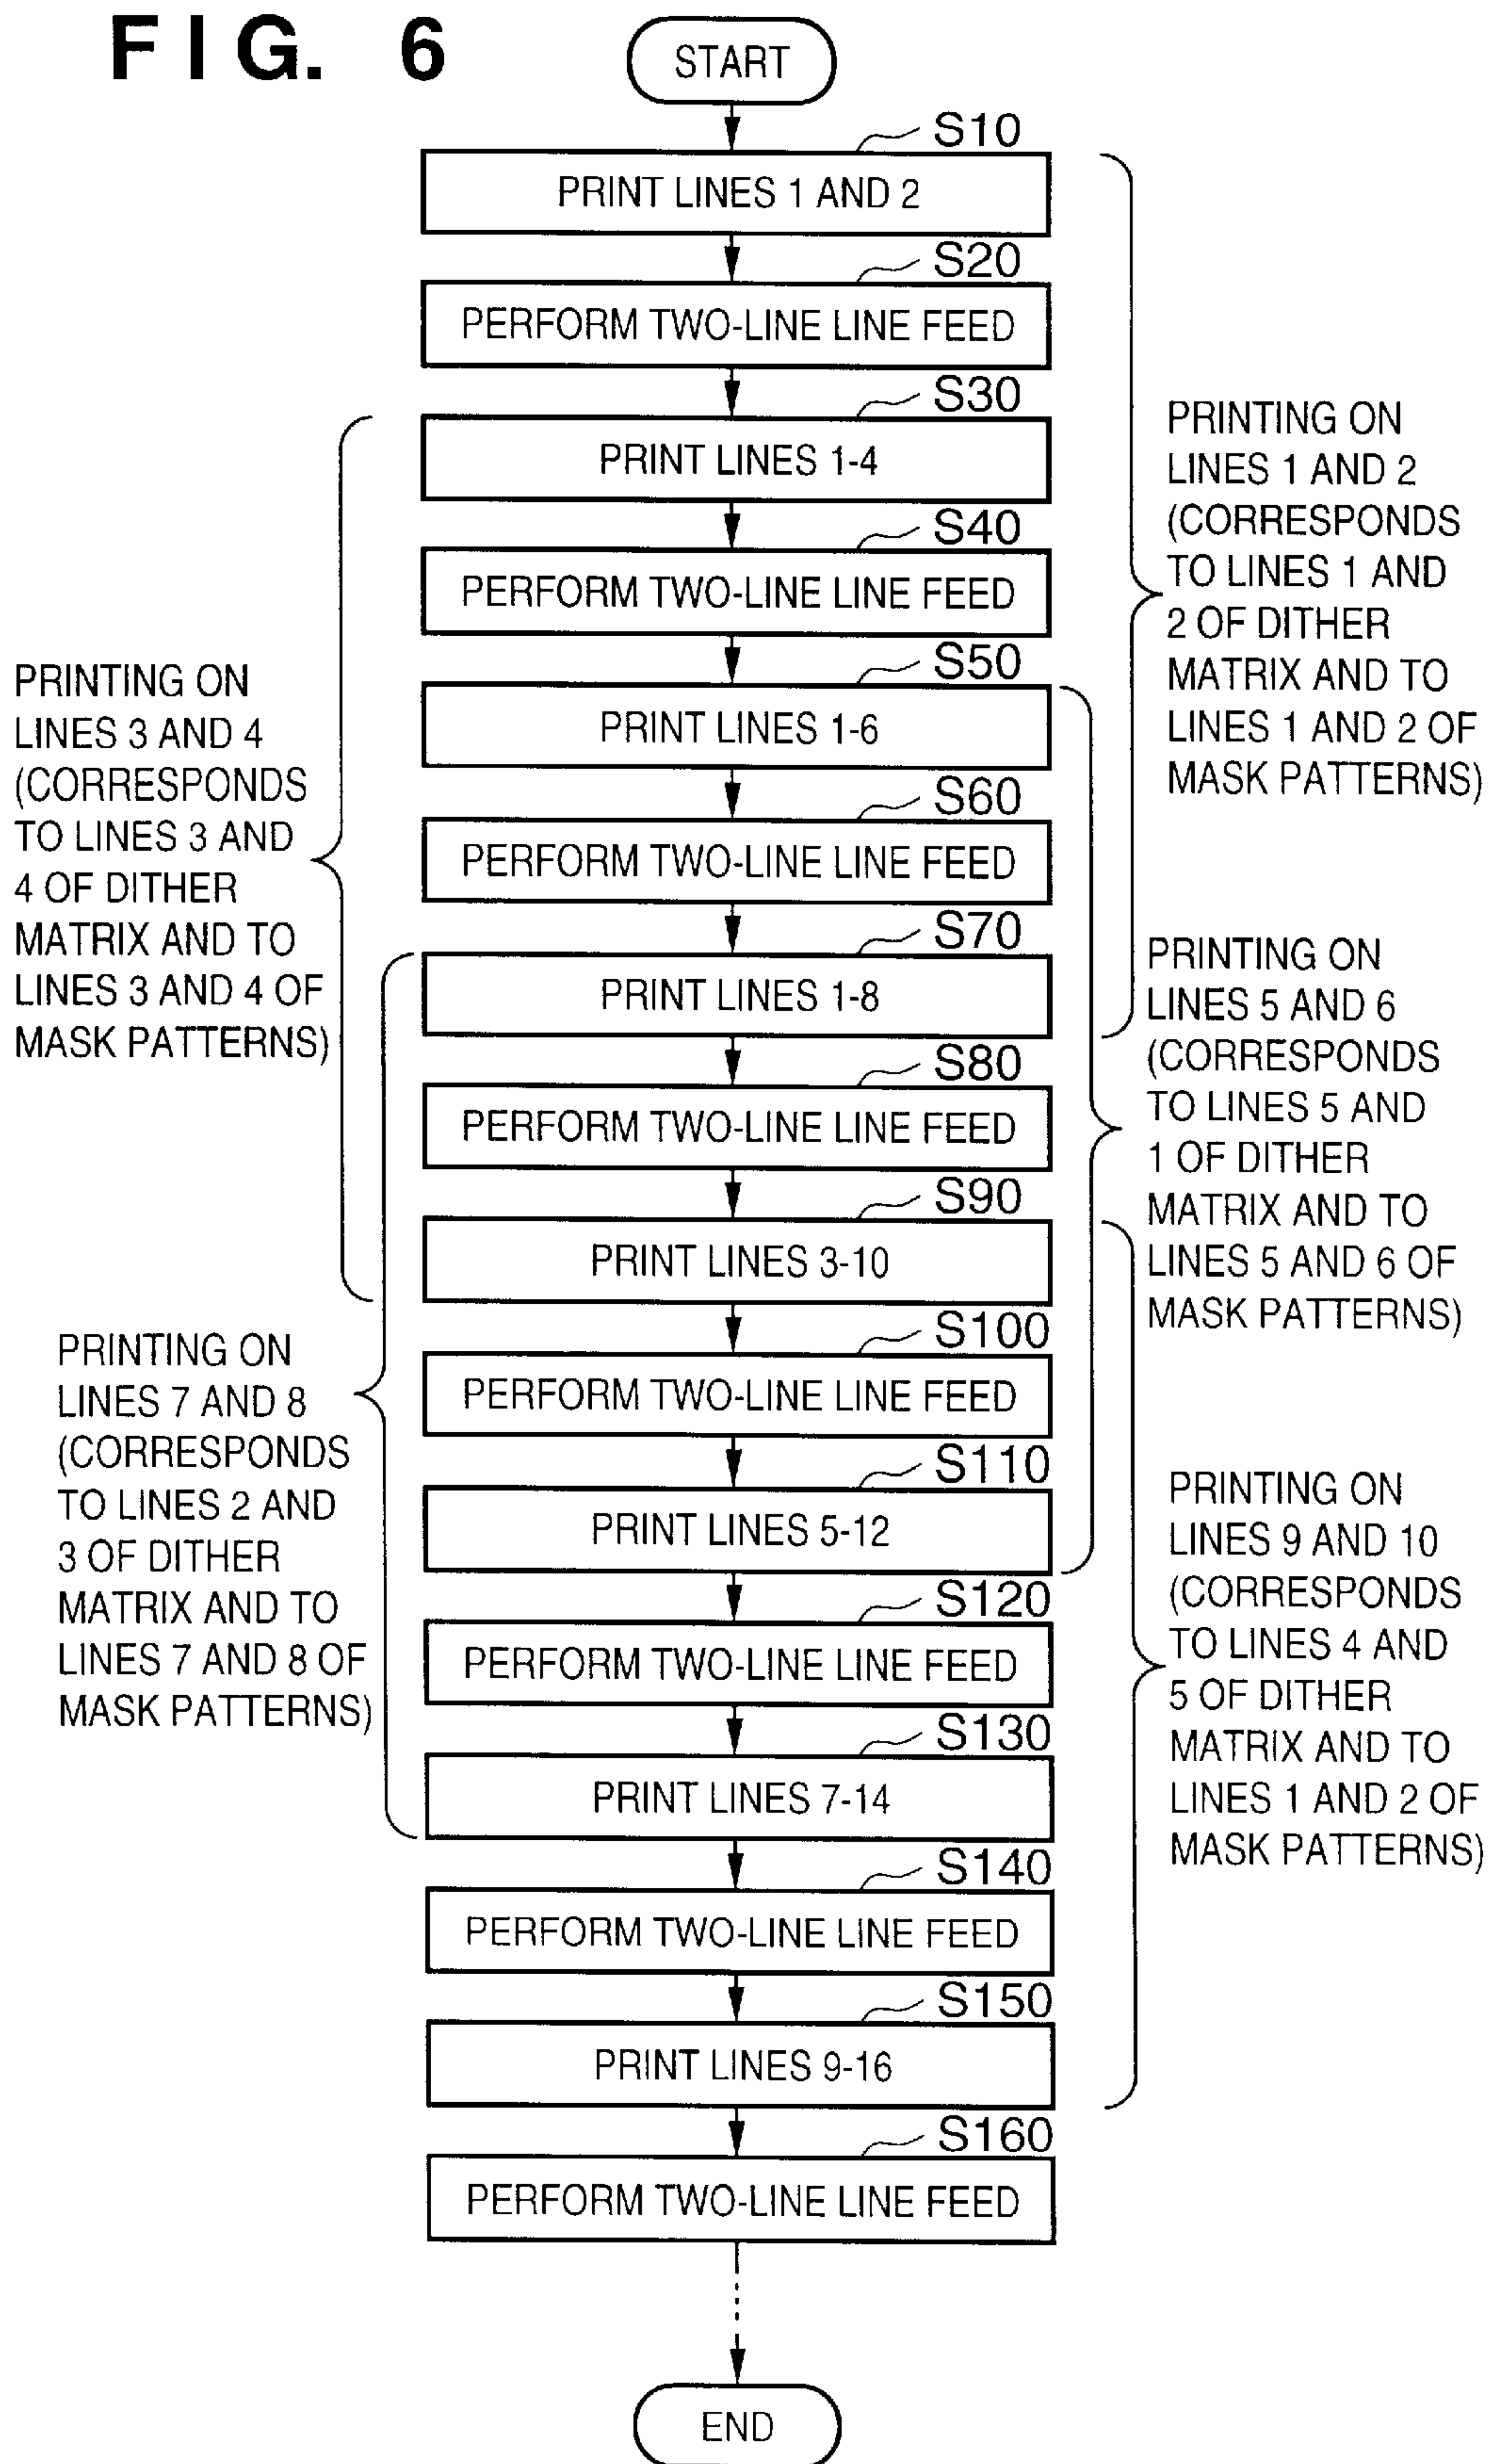 FIG. 6
START
S10
PRINT LINES 1 AND 2
S20
PERFORM TWO-LINE LINE FEED
S30
PRINT LINES 1-4
S40
PERFORM TWO-LINE LINE FEED
S50
PRINT LINES 1-6
S60
PERFORM TWO-LINE LINE FEED
S70
PRINT LINES 1-8
S80
PERFORM TWO-LINE LINE FEED
S90
PRINT LINES 3-10
S100
PERFORM TWO-LINE LINE FEED
S110
PRINT LINES 5-12
S120
PERFORM TWO-LINE LINE FEED
S130
PRINT LINES 7-14
S140
PERFORM TWO-LINE LINE FEED
S150
PRINT LINES 9-16
S160
PERFORM TWO-LINE LINE FEED
END
PRINTING ON
LINES 1 AND 2
(CORRESPONDS
TO LINES 1 AND
2 OF DITHER
MATRIX AND TO
LINES 1 AND 2 OF
MASK PATTERNS)
PRINTING ON
LINES 3 AND 4
(CORRESPONDS
TO LINES 3 AND
4 OF DITHER
MATRIX AND TO
LINES 3 AND 4 OF
MASK PATTERNS)
PRINTING ON
LINES 5 AND 6
(CORRESPONDS
TO LINES 5 AND
1 OF DITHER
MATRIX AND TO
LINES 5 AND 6 OF
MASK PATTERNS)
PRINTING ON
LINES 7 AND 8
(CORRESPONDS
TO LINES 2 AND
3 OF DITHER
MATRIX AND TO
LINES 7 AND 8 OF
MASK PATTERNS)
PRINTING ON
LINES 9 AND 10
(CORRESPONDS
TO LINES 4 AND
5 OF DITHER
MATRIX AND TO
LINES 1 AND 2 OF
MASK PATTERNS)